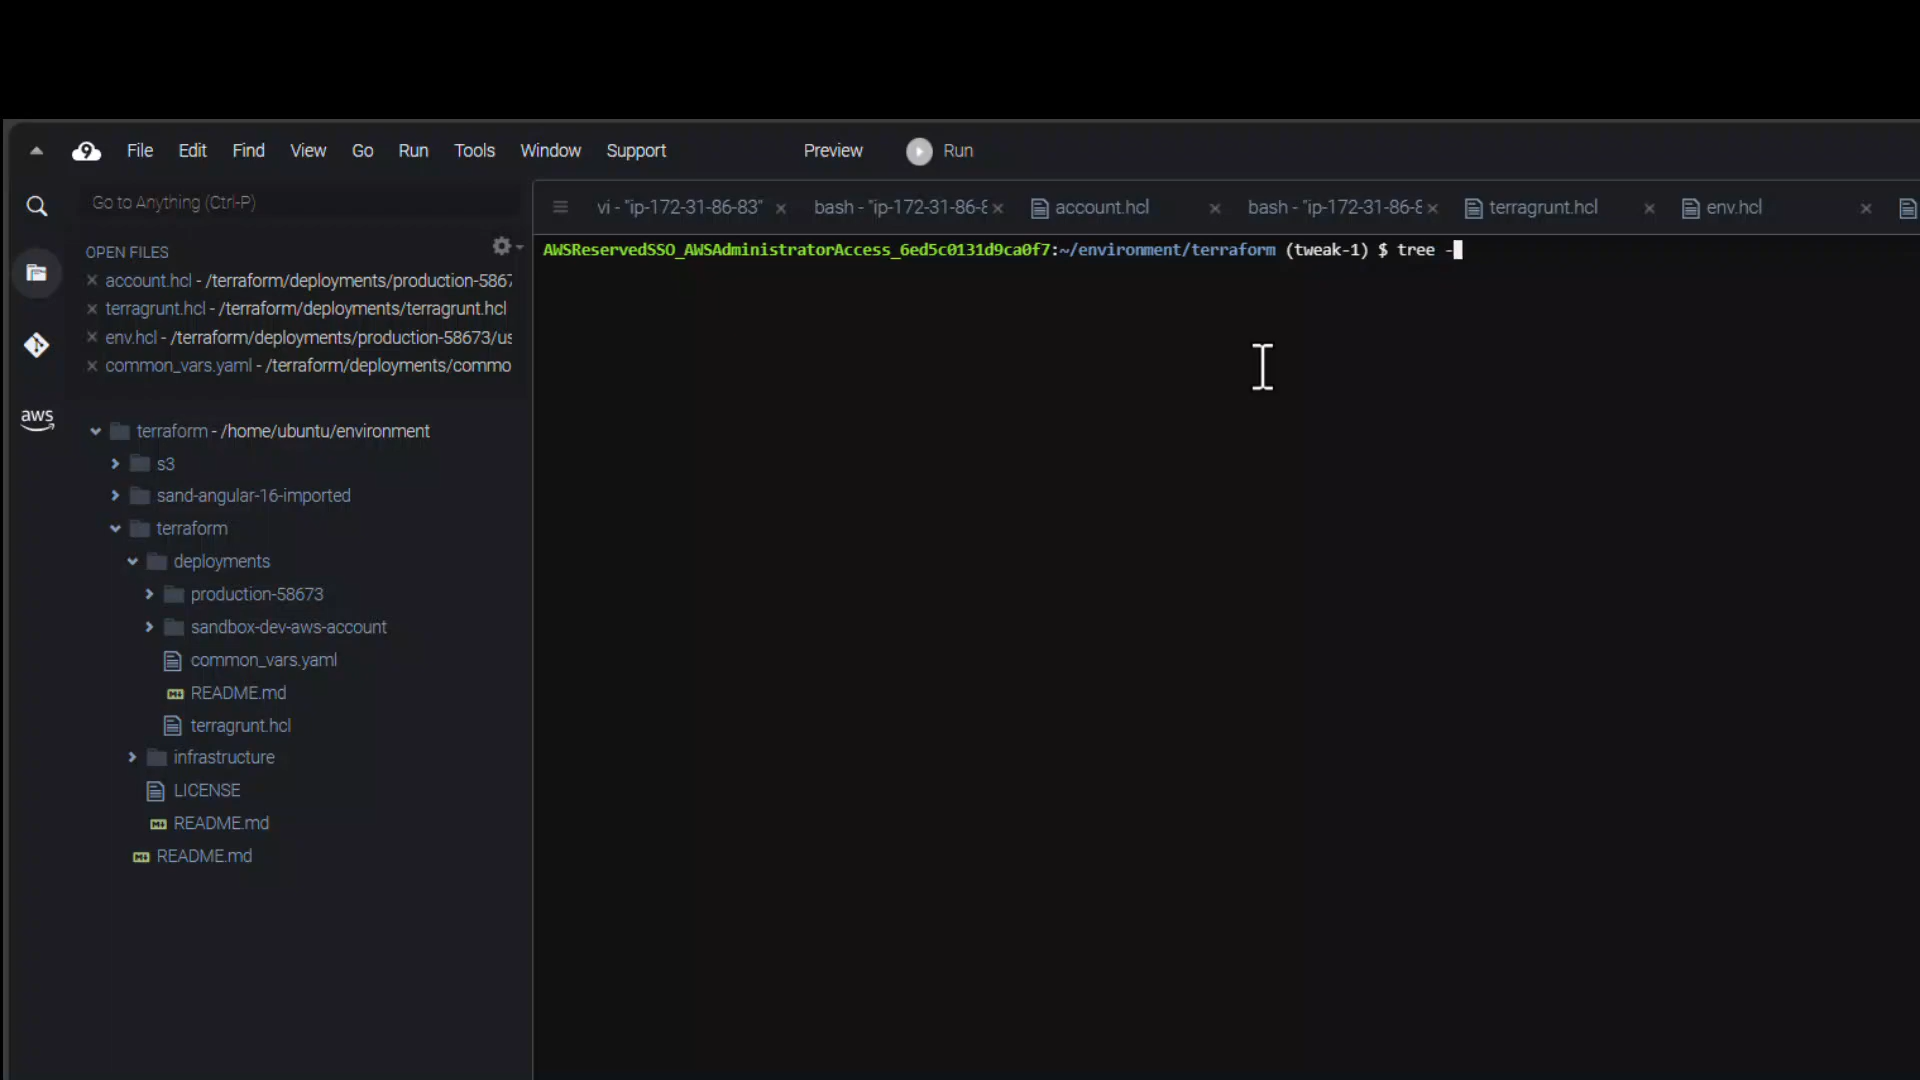 File Edit Find View Go Run Tools Window Support Preview Run
Go to Anything (Ctrl-P)
vi - "ip-172-31-86-83" bash - "ip-172-31-86-8 account.hcl bash - "ip-172-31-86-8 terragrunt.hcl env.hcl
OPEN FILES
account.hcl - /terraform/deployments/production-5867
terragrunt.hcl - /terraform/deployments/terragrunt.hcl
env.hcl - /terraform/deployments/production-58673/us
common_vars.yaml - /terraform/deployments/commo
aws
terraform - /home/ubuntu/environment
s3
sand-angular-16-imported
terraform
deployments
production-58673
sandbox-dev-aws-account
common_vars.yaml
README.md
terragrunt.hcl
infrastructure
LICENSE
README.md
README.md
AWSReservedSSO_AWSAdministratorAccess_6ed5c0131d9ca0f7:~/environment/terraform (tweak-1) $ tree -